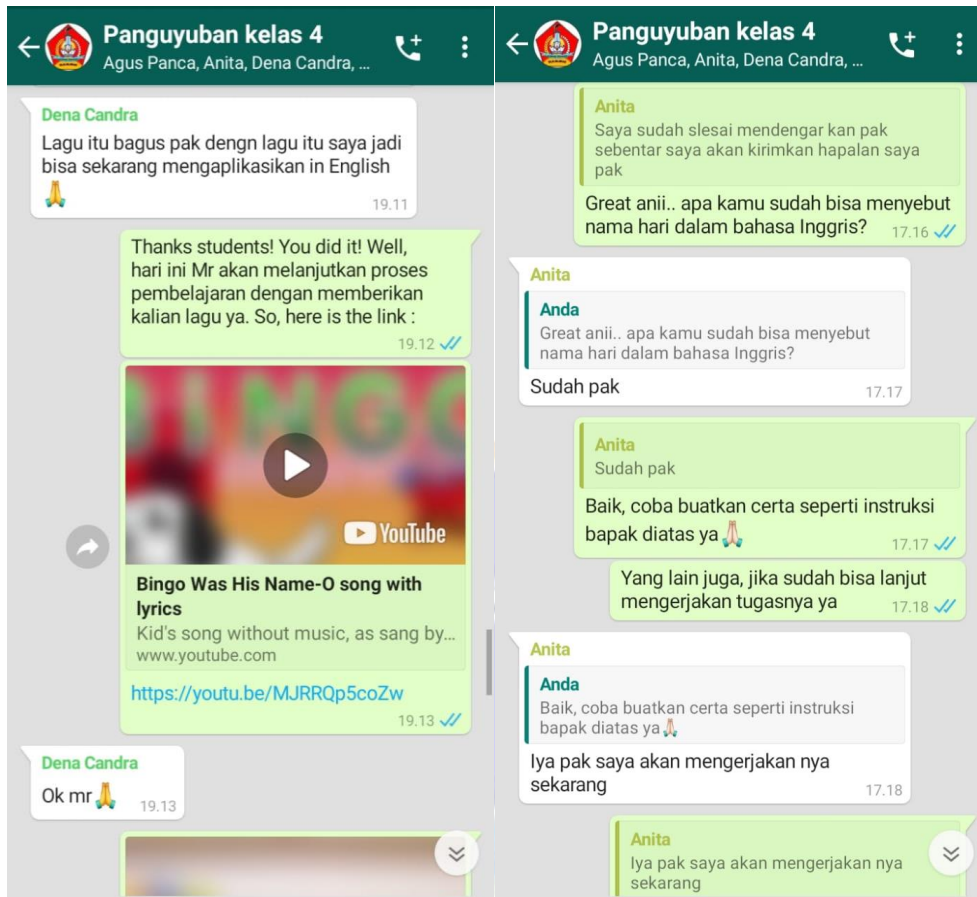 Panguyuban kelas 4
Agus Panca, Anita, Dena Candra, ...
Dena Candra
Lagu itu bagus pak dengn lagu itu saya jadi
bisa sekarang mengaplikasikan in English
🙏
19.11
Thanks students! You did it! Well,
hari ini Mr akan melanjutkan proses
pembelajaran dengan memberikan
kalian lagu ya. So, here is the link :
19.12
BINGO
YouTube
Bingo Was His Name-O song with
lyrics
Kid's song without music, as sang by...
www.youtube.com
https://youtu.be/MJRRQp5coZw
19.13
Dena Candra
Ok mr🙏 19.13
Panguyuban kelas 4
Agus Panca, Anita, Dena Candra, ...
Anita
Saya sudah slesai mendengar kan pak
sebentar saya akan kirimkan hapalan saya
pak
Great anii.. apa kamu sudah bisa menyebut
nama hari dalam bahasa Inggris? 17.16
Anita
Anda
Great anii.. apa kamu sudah bisa menyebut
nama hari dalam bahasa Inggris?
Sudah pak
17.17
Anita
Sudah pak
Baik, coba buatkan certa seperti instruksi
bapak diatas ya🙏🏻
17.17
Yang lain juga, jika sudah bisa lanjut
mengerjakan tugasnya ya 17.18
Anita
Anda
Baik, coba buatkan certa seperti instruksi
bapak diatas ya🙏🏻
Iya pak saya akan mengerjakan nya
sekarang
17.18
Anita
Iya pak saya akan mengerjakan nya
sekarang